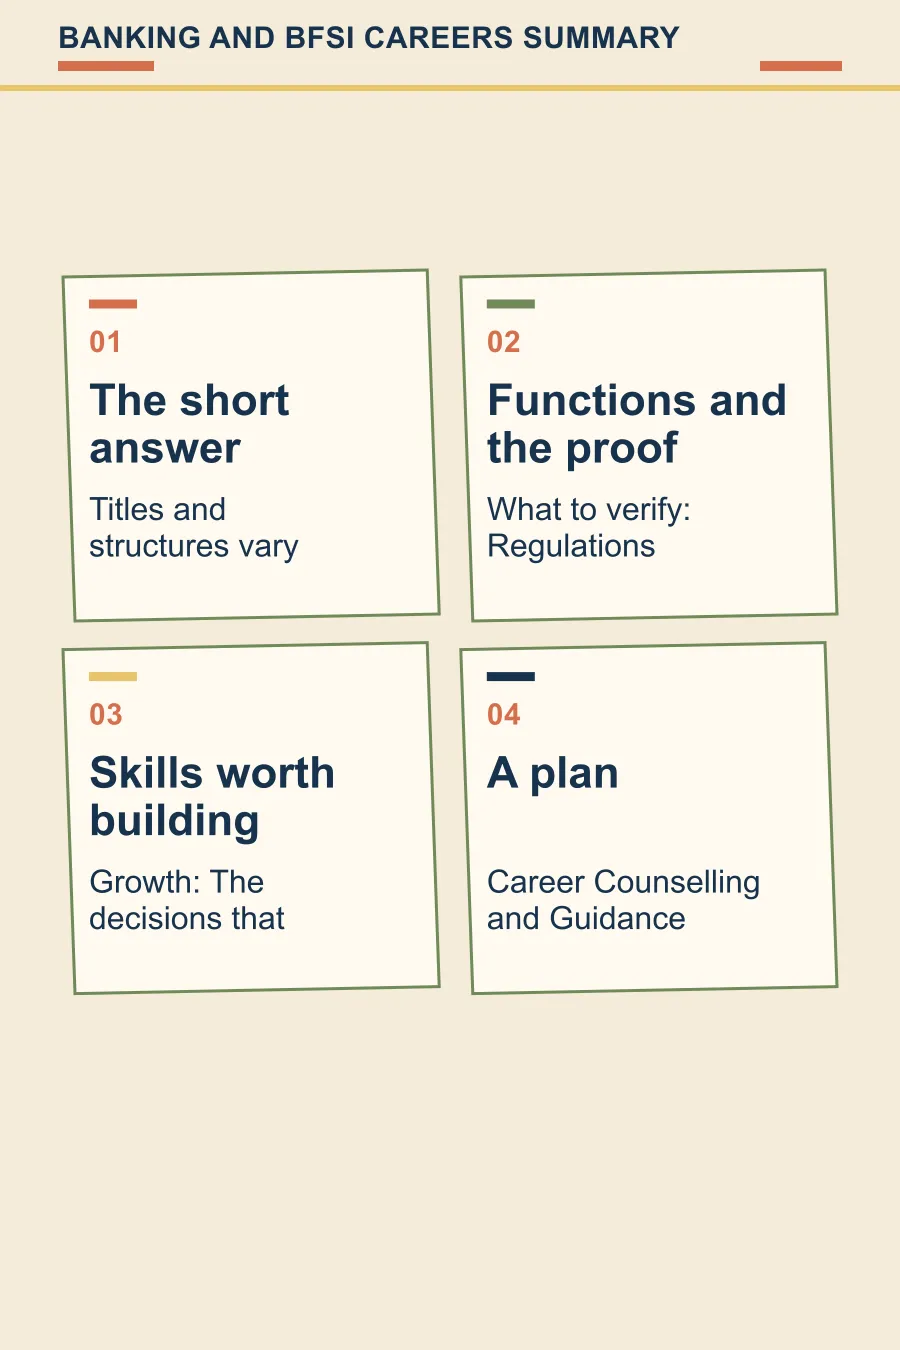 BANKING AND BFSI CAREERS SUMMARY
01
The short
answer
Titles and
structures vary
02
Functions and
the proof
What to verify:
Regulations
03
Skills worth
building
Growth: The
decisions that
04
A plan
Career Counselling
and Guidance